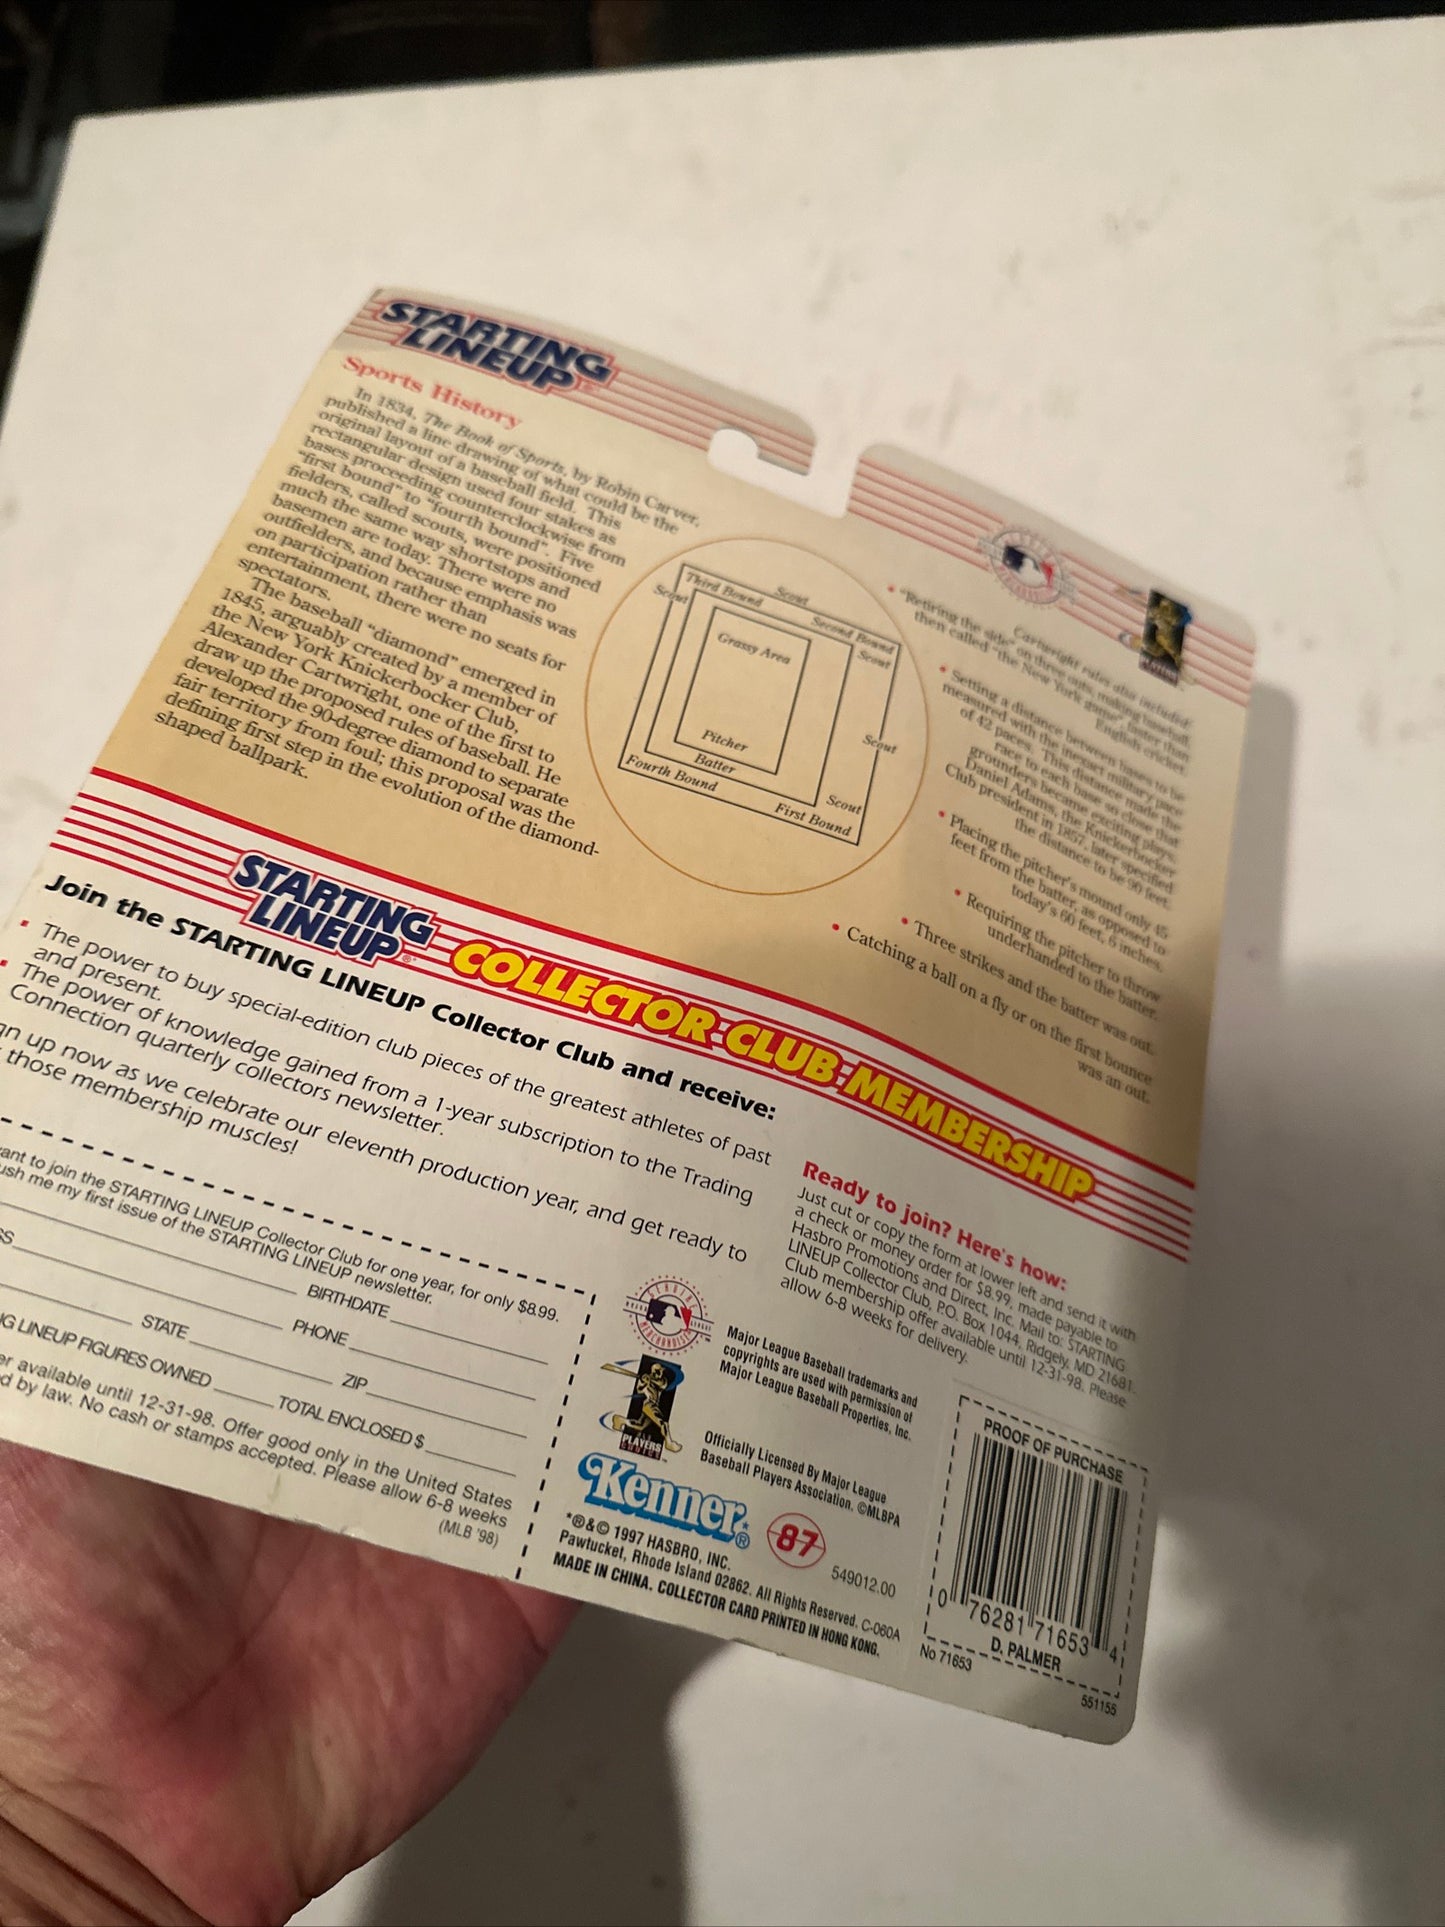 STARTING
LINEUP®
Sports History
In 1834, The Book of Sports, by Robin Carver,
published a line drawing of what could be the
original layout of a baseball field. This
rectangular design used four stakes as
bases proceeding counterclockwise from
"first bound" to "fourth bound". Five
fielders, called scouts, were positioned
much the same way shortstops and
basemen are today. There were no
outfielders, and because emphasis was
on participation rather than
entertainment, there were no seats for
spectators.
The baseball "diamond" emerged in
1845, arguably created by a member of
the New York Knickerbocker Club,
Alexander Cartwright, one of the first to
draw up the proposed rules of baseball. He
developed the 90-degree diamond to separate
fair territory from foul; this proposal was the
defining first step in the evolution of the diamond-
shaped ballpark.
Third Bound
Scout
Scout
Second Bound
Scout
Grassy Area
Scout
Pitcher
Batter
Fourth Bound
Scout
First Bound
Cartwright rules also included:
• "Retiring the side" on three outs, making baseball,
then called "the New York game" faster than
English cricket.
• Setting a distance between bases to be
measured with the inexact military pace
of 42 paces. This distance made the
race to each base so close that
grounders became exciting plays.
Daniel Adams, the Knickerbocker
Club president in 1857, later specified
the distance to be 90 feet.
• Placing the pitcher's mound only 45
feet from the batter, as opposed to
today's 60 feet, 6 inches.
• Requiring the pitcher to throw
underhanded to the batter.
• Three strikes and the batter was out.
• Catching a ball on a fly or on the first bounce
was an out.
STARTING
LINEUP®
COLLECTOR CLUB MEMBERSHIP
Join the STARTING LINEUP Collector Club and receive:
• The power to buy special-edition club pieces of the greatest athletes of past
and present.
• The power of knowledge gained from a 1-year subscription to the Trading
Connection quarterly collectors newsletter.
gn up now as we celebrate our eleventh production year, and get ready to
those membership muscles!
ant to join the STARTING LINEUP Collector Club for one year, for only $8.99.
ush me my first issue of the STARTING LINEUP newsletter.
BIRTHDATE
SS
PHONE
STATE
ZIP
NG LINEUP FIGURES OWNED
TOTAL ENCLOSED $
er available until 12-31-98. Offer good only in the United States
d by law. No cash or stamps accepted. Please allow 6-8 weeks
(MLB '98)
Ready to join? Here's how:
Just cut or copy the form at lower left and send it with
a check or money order for $8.99, made payable to
Hasbro Promotions and Direct, Inc. Mail to: STARTING
LINEUP Collector Club, P.O. Box 1044, Ridgely, MD 21681.
Club membership offer available until 12-31-98. Please
allow 6-8 weeks for delivery.
GENUINE
MAJOR LEAGUE
MERCHANDISE
Major League Baseball trademarks and
copyrights are used with permission of
Major League Baseball Properties, Inc.
PLAYERS
CHOICE
Officially Licensed By Major League
Baseball Players Association. ©MLBPA
Kenner®
87
549012.00
*®&© 1997 HASBRO, INC.
Pawtucket, Rhode Island 02862. All Rights Reserved. C-060A
MADE IN CHINA. COLLECTOR CARD PRINTED IN HONG KONG.
PROOF OF PURCHASE
0 76281 71653 4
D. PALMER
No 71653
551155